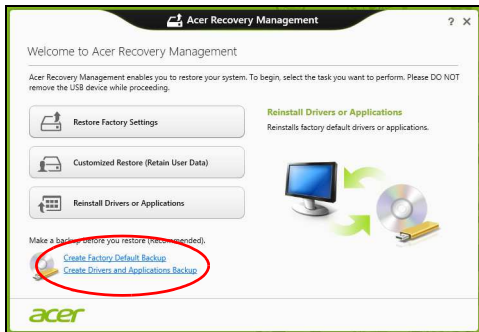 Acer Recovery Management
? ×
Welcome to Acer Recovery Management
Acer Recovery Management enables you to restore your system. To begin, select the task you want to perform. Please DO NOT
remove the USB device while proceeding.
Restore Factory Settings
Customized Restore (Retain User Data)
Reinstall Drivers or Applications
Reinstall Drivers or Applications
Reinstalls factory default drivers or applications.
Make a backup before you restore (Recommended).
Create Factory Default Backup
Create Drivers and Applications Backup
acer